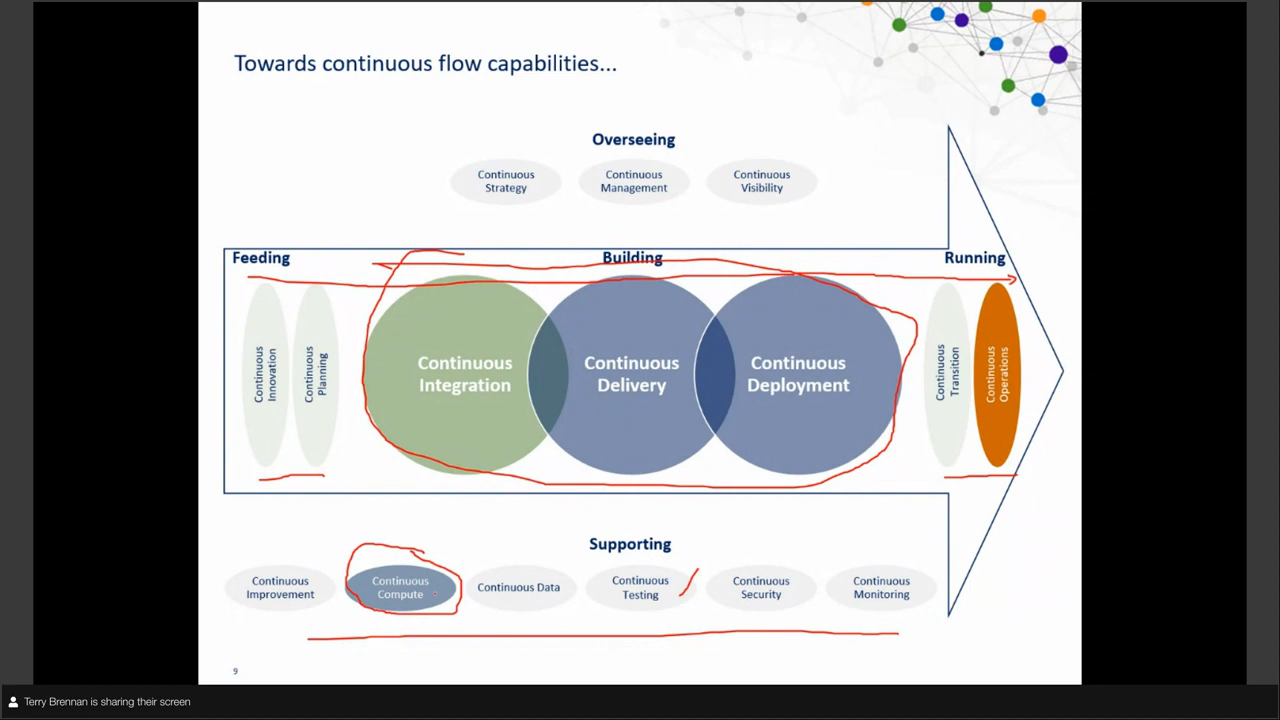 Towards continuous flow capabilities...
Overseeing
Continuous
Strategy
Continuous
Management
Continuous
Visibility
Feeding
Building
Running
Continuous
Innovation
Continuous
Planning
Continuous
Integration
Continuous
Delivery
Continuous
Deployment
Continuous
Transition
Continuous
Operations
Supporting
Continuous
Improvement
Continuous
Compute
Continuous Data
Continuous
Testing
Continuous
Security
Continuous
Monitoring
9
Terry Brennan is sharing their screen